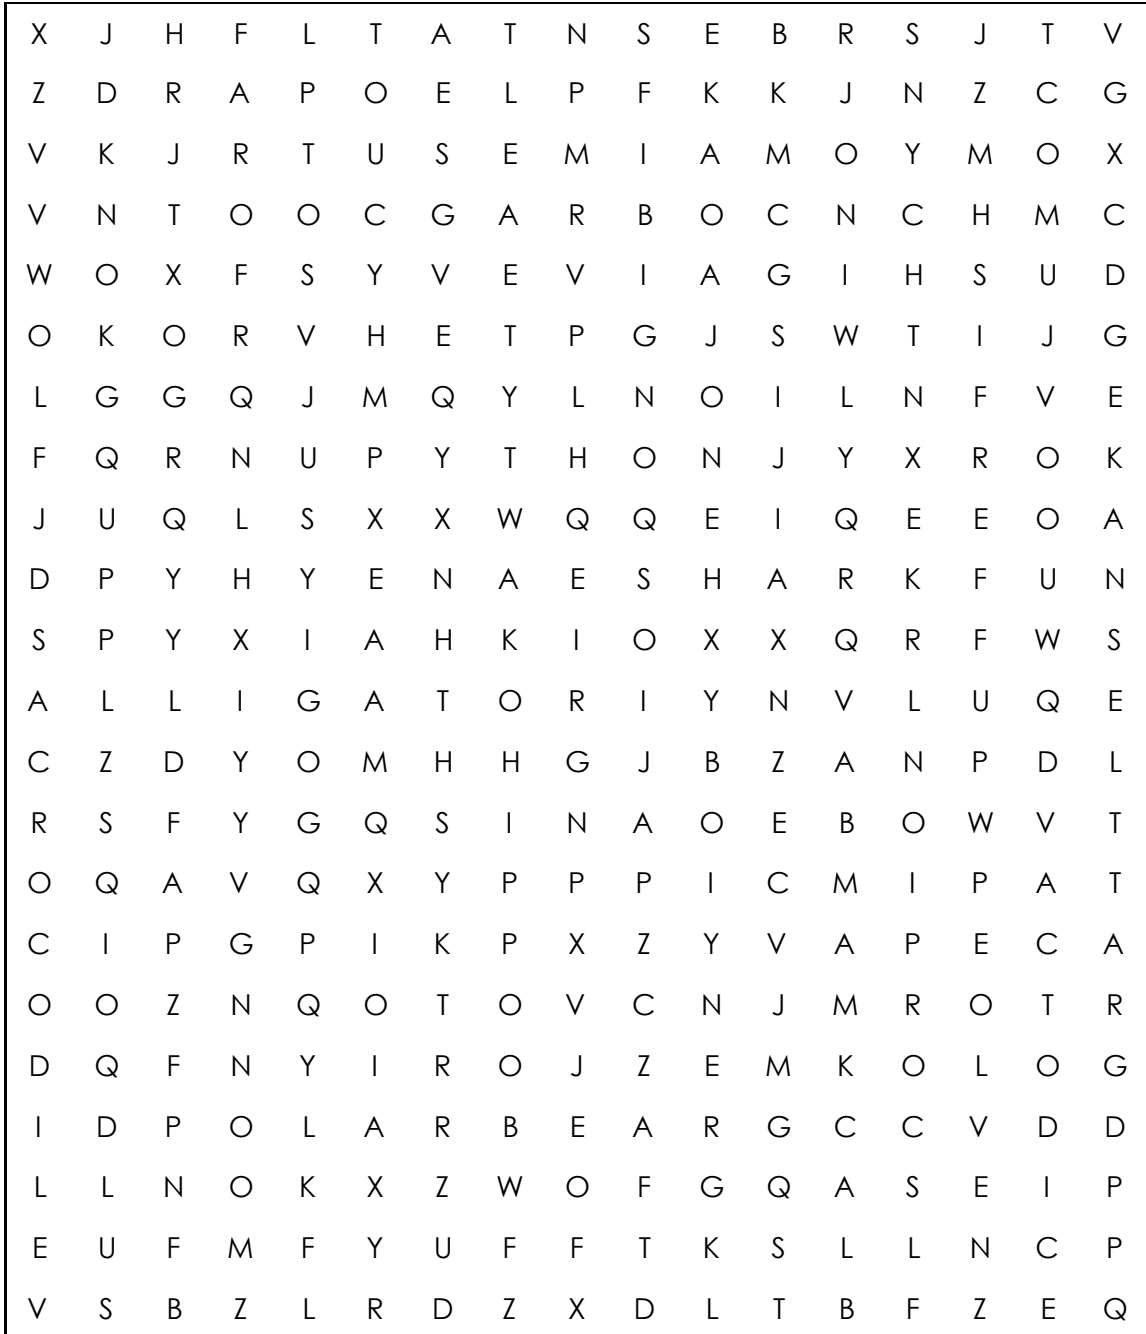 X J H F L T A T N S E B R S J T V
Z D R A P O E L P F K K J N Z C G
V K J R T U S E M I A M O Y M O X
V N T O O C G A R B O C N C H M C
W O X F S Y V E V I A G I H S U D
O K O R V H E T P G J S W T I J G
L G G Q J M Q Y L N O I L N F V E
F Q R N U P Y T H O N J Y X R O K
J U Q L S X X W Q Q E I Q E E O A
D P Y H Y E N A E S H A R K F U N
S P Y X I A H K I O X X Q R F W S
A L L I G A T O R I Y N V L U Q E
C Z D Y O M H H G J B Z A N P D L
R S F Y G Q S I N A O E B O W V T
O Q A V Q X Y P P P I C M I P A T
C I P G P I K P X Z Y V A P E C A
O O Z N Q O T O V C N J M R O T R
D Q F N Y I R O J Z E M K O L O G
I D P O L A R B E A R G C C V D D
L L N O K X Z W O F G Q A S E I P
E U F M F Y U F F T K S L L N C P
V S B Z L R D Z X D L T B F Z E Q